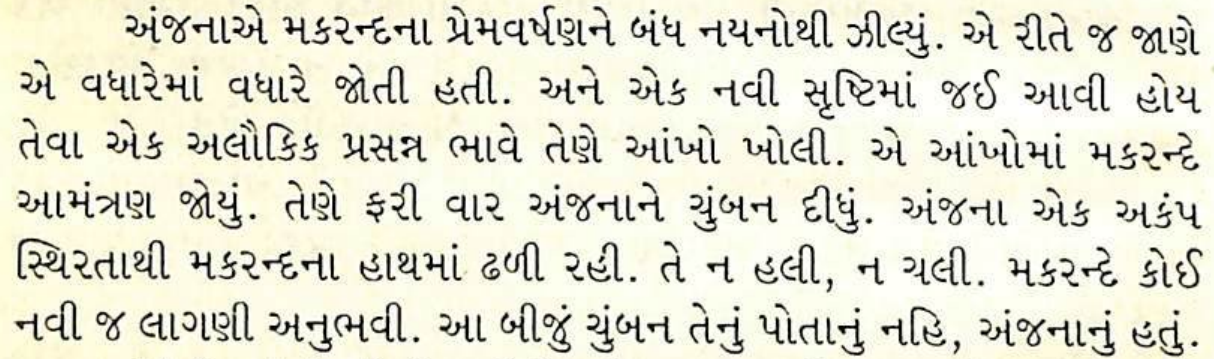 અંજનાએ મકરન્દના પ્રેમવર્ષણને બંધ નયનોથી ઝીલ્યું. એ રીતે જ જાણે
એ વધારેમાં વધારે જોતી હતી. અને એક નવી સૃષ્ટિમાં જઈ આવી હોય
તેવા એક અલૌકિક પ્રસન્ન ભાવે તેણે આંખો ખોલી. એ આંખોમાં મકરન્દે
આમંત્રણ જોયું. તેણે ફરી વાર અંજનાને ચુંબન દીધું. અંજના એક અકંપ
સ્થિરતાથી મકરન્દના હાથમાં ઢળી રહી. તે ન હલી, ન ચલી. મકરન્દે કોઈ
નવી જ લાગણી અનુભવી. આ બીજું ચુંબન તેનું પોતાનું નહિ, અંજનાનું હતું.